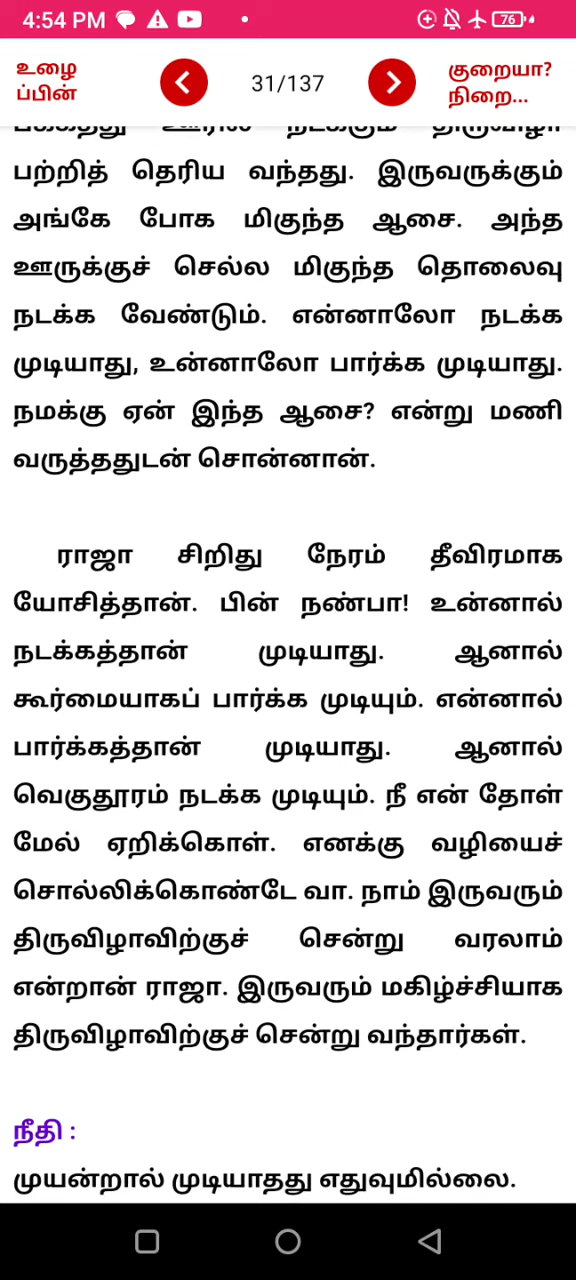 4:54 PM
76
உழை
ப்பின்
31/137
குறையா?
நிறை...
பற்றித் தெரிய வந்தது. இருவருக்கும்
அங்கே போக மிகுந்த ஆசை. அந்த
ஊருக்குச் செல்ல மிகுந்த தொலைவு
நடக்க வேண்டும். என்னாலோ நடக்க
முடியாது, உன்னாலோ பார்க்க முடியாது.
நமக்கு ஏன் இந்த ஆசை? என்று மணி
வருத்ததுடன் சொன்னான்.
ராஜா சிறிது நேரம் தீவிரமாக
யோசித்தான். பின் நண்பா! உன்னால்
நடக்கத்தான் முடியாது. ஆனால்
கூர்மையாகப் பார்க்க முடியும். என்னால்
பார்க்கத்தான் முடியாது. ஆனால்
வெகுதூரம் நடக்க முடியும். நீ என் தோள்
மேல் ஏறிக்கொள். எனக்கு வழியைச்
சொல்லிக்கொண்டே வா. நாம் இருவரும்
திருவிழாவிற்குச் சென்று வரலாம்
என்றான் ராஜா. இருவரும் மகிழ்ச்சியாக
திருவிழாவிற்குச் சென்று வந்தார்கள்.
நீதி :
முயன்றால் முடியாதது எதுவுமில்லை.